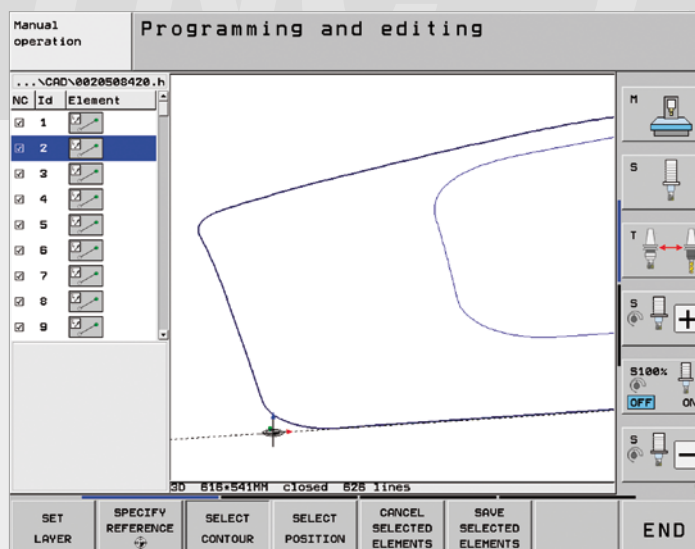 Manual operation
Programming and editing
...\CAD\0020508420.h
NC Id Element
1
2
3
4
5
6
7
8
9
M
S
T
S
+
S100%
OFF ON
S
−
3D 616*541MM closed 626 lines
SET LAYER
SPECIFY REFERENCE
SELECT CONTOUR
SELECT POSITION
CANCEL SELECTED ELEMENTS
SAVE SELECTED ELEMENTS
END